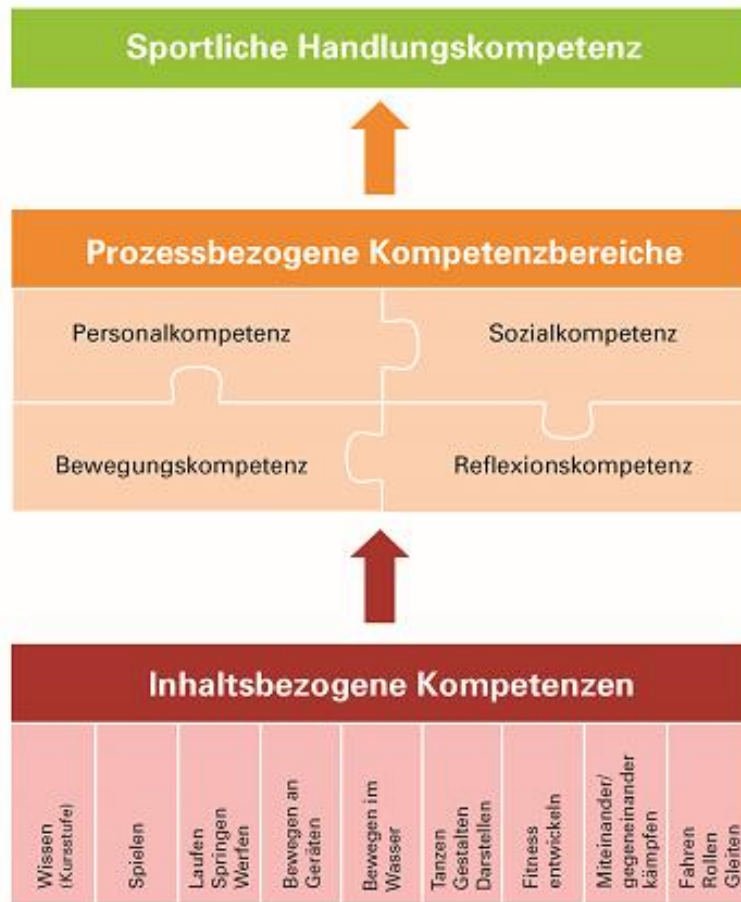 Sportliche Handlungskompetenz
Prozessbezogene Kompetenzbereiche
Personalkompetenz
Sozialkompetenz
Bewegungskompetenz
Reflexionskompetenz
Inhaltsbezogene Kompetenzen
Wissen
(Kursstufe)
Spielen
Laufen
Springen
Werfen
Bewegen an
Geräten
Bewegen im
Wasser
Tanzen
Gestalten
Darstellen
Fitness
entwickeln
Miteinander/
gegeneinander
kämpfen
Fahren
Rollen
Gleiten